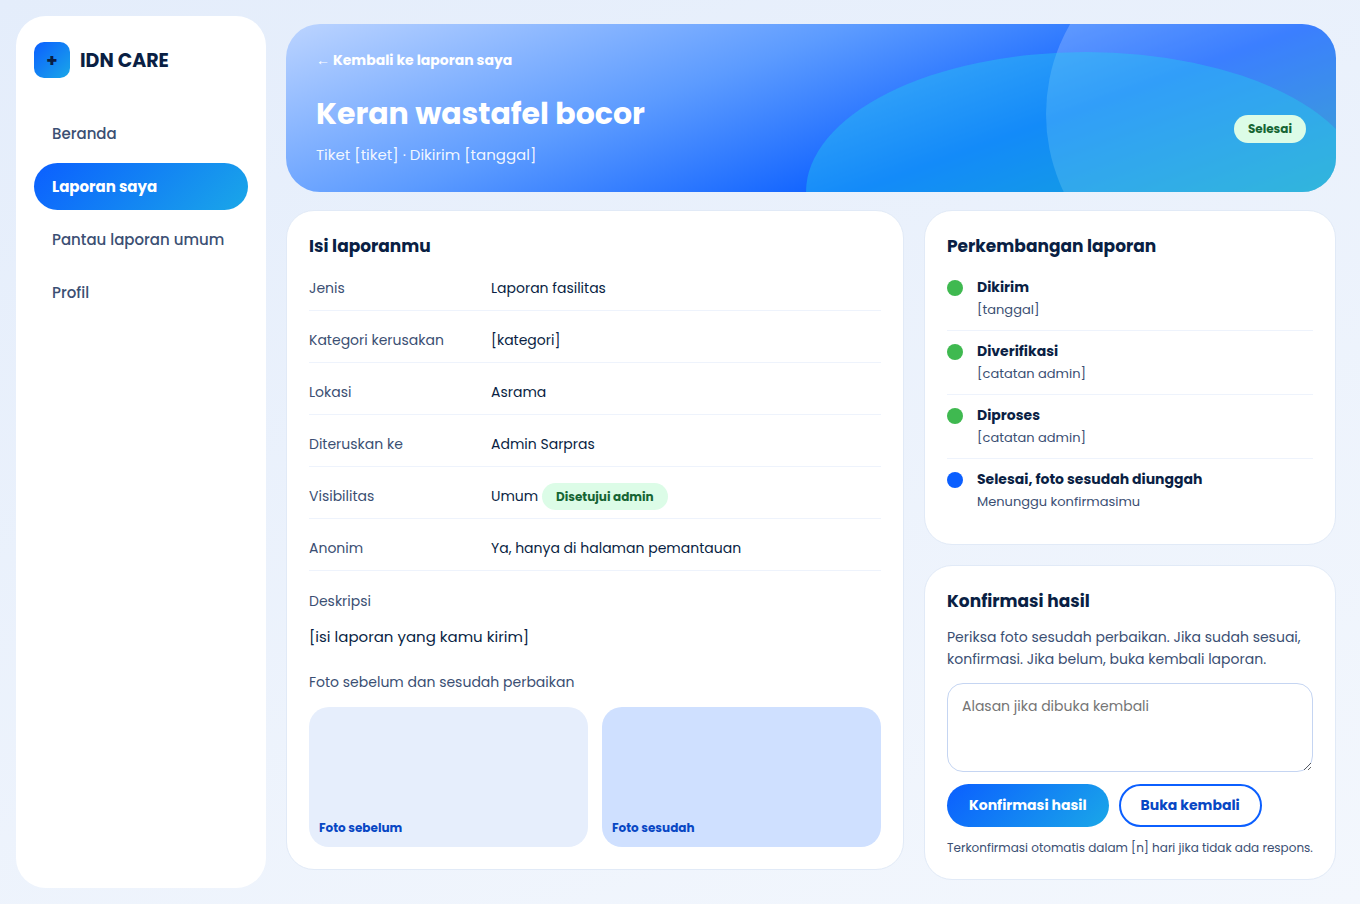 IDN CARE
Beranda
Laporan saya
Pantau laporan umum
Profil
← Kembali ke laporan saya
Keran wastafel bocor
Tiket [tiket] · Dikirim [tanggal]
Selesai
Isi laporanmu
Jenis Laporan fasilitas
Kategori kerusakan [kategori]
Lokasi Asrama
Diteruskan ke Admin Sarpras
Visibilitas Umum Disetujui admin
Anonim Ya, hanya di halaman pemantauan
Deskripsi
[isi laporan yang kamu kirim]
Foto sebelum dan sesudah perbaikan
Foto sebelum Foto sesudah
Perkembangan laporan
Dikirim
[tanggal]
Diverifikasi
[catatan admin]
Diproses
[catatan admin]
Selesai, foto sesudah diunggah
Menunggu konfirmasimu
Konfirmasi hasil
Periksa foto sesudah perbaikan. Jika sudah sesuai,
konfirmasi. Jika belum, buka kembali laporan.
Alasan jika dibuka kembali
Konfirmasi hasil Buka kembali
Terkonfirmasi otomatis dalam [n] hari jika tidak ada respons.